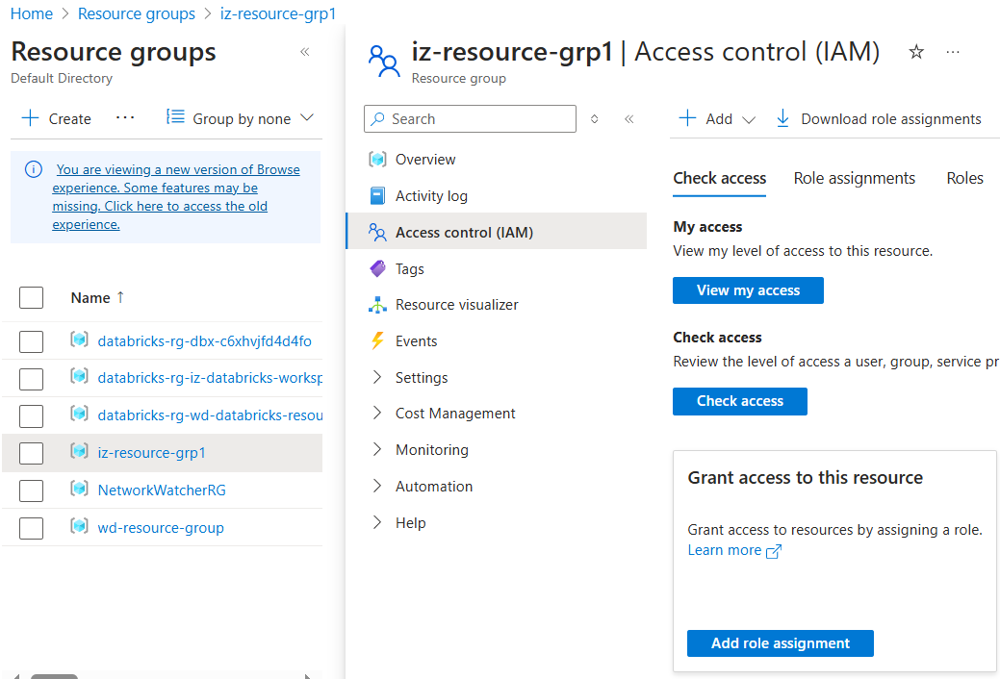 Home > Resource groups > iz-resource-grp1
Resource groups
Default Directory
Create
Group by none
You are viewing a new version of Browse
experience. Some features may be
missing. Click here to access the old
experience.
Name ↑
databricks-rg-dbx-c6xhvjfd4d4fo
databricks-rg-iz-databricks-worksp
databricks-rg-wd-databricks-resou
iz-resource-grp1
NetworkWatcherRG
wd-resource-group
iz-resource-grp1 | Access control (IAM)
Resource group
Search
Overview
Activity log
Access control (IAM)
Tags
Resource visualizer
Events
Settings
Cost Management
Monitoring
Automation
Help
Add
Download role assignments
Check access
Role assignments
Roles
My access
View my level of access to this resource.
View my access
Check access
Review the level of access a user, group, service pr
Check access
Grant access to this resource
Grant access to resources by assigning a role.
Learn more
Add role assignment